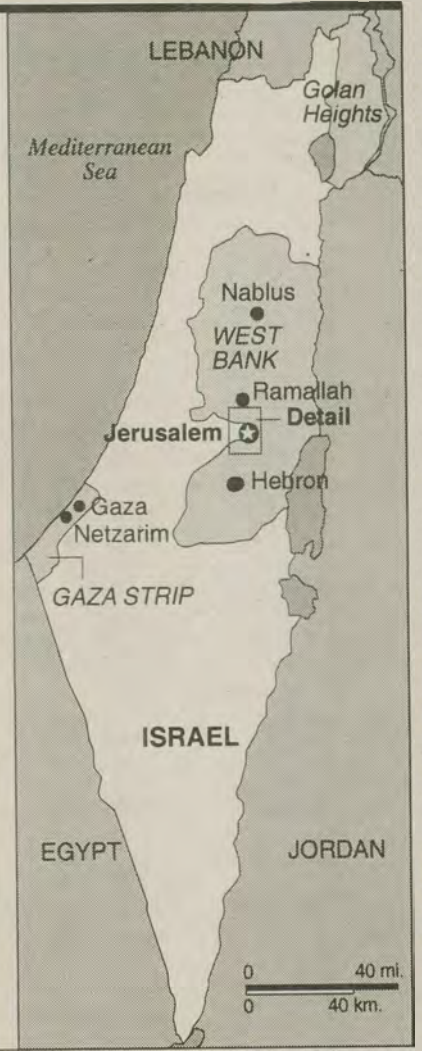 LEBANON
Golan
Heights
Mediterranean
Sea
Nablus
WEST
BANK
Ramallah
Detail
Jerusalem
Hebron
Gaza
Netzarim
GAZA STRIP
ISRAEL
EGYPT
JORDAN
0 40 mi.
0 40 km.